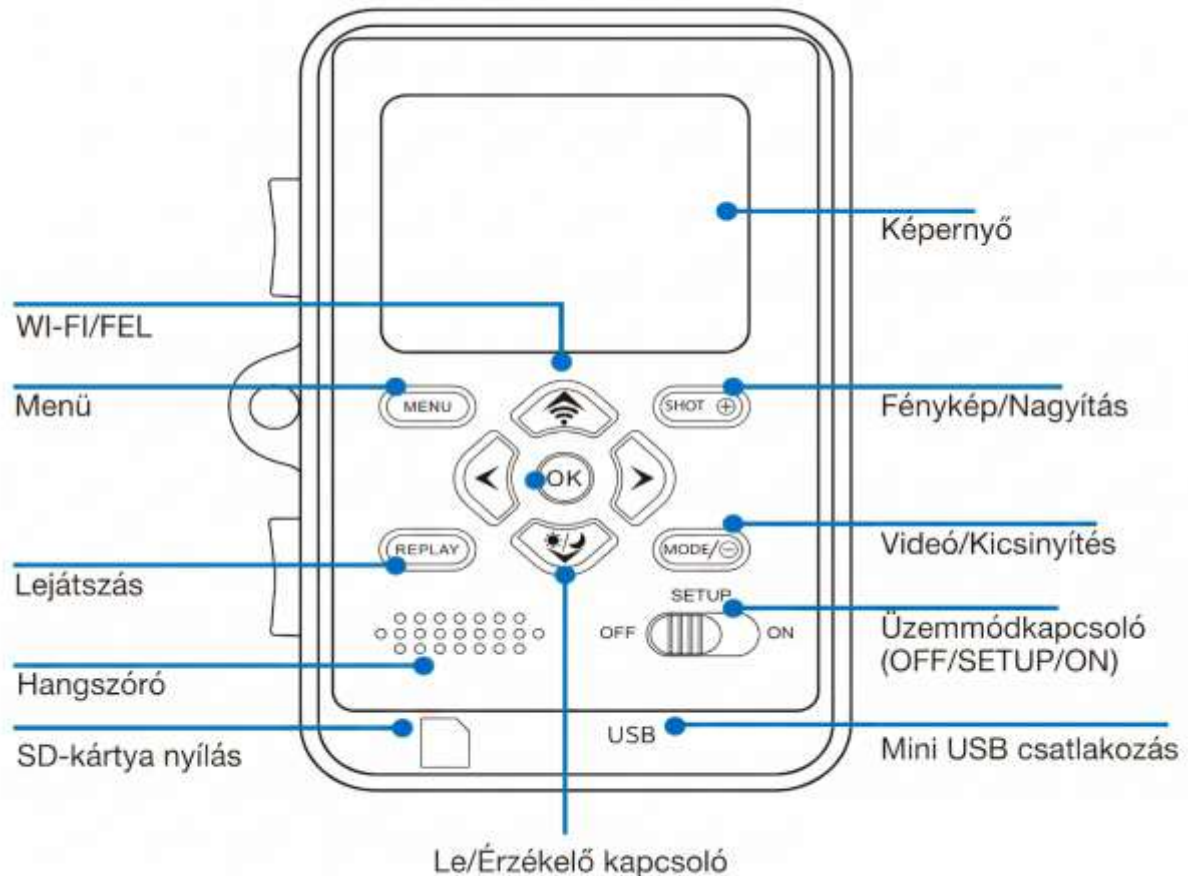 Képernyő
WI-FI/FEL
Menü
MENU
SHOT
Fénykép/Nagyítás
OK
REPLAY
MODE/
Videó/Kicsinyítés
Lejátszás
SETUP
OFF
ON
Üzemmódkapcsoló
(OFF/SETUP/ON)
Hangszóró
SD-kártya nyílás
USB
Mini USB csatlakozás
Le/Érzékelő kapcsoló